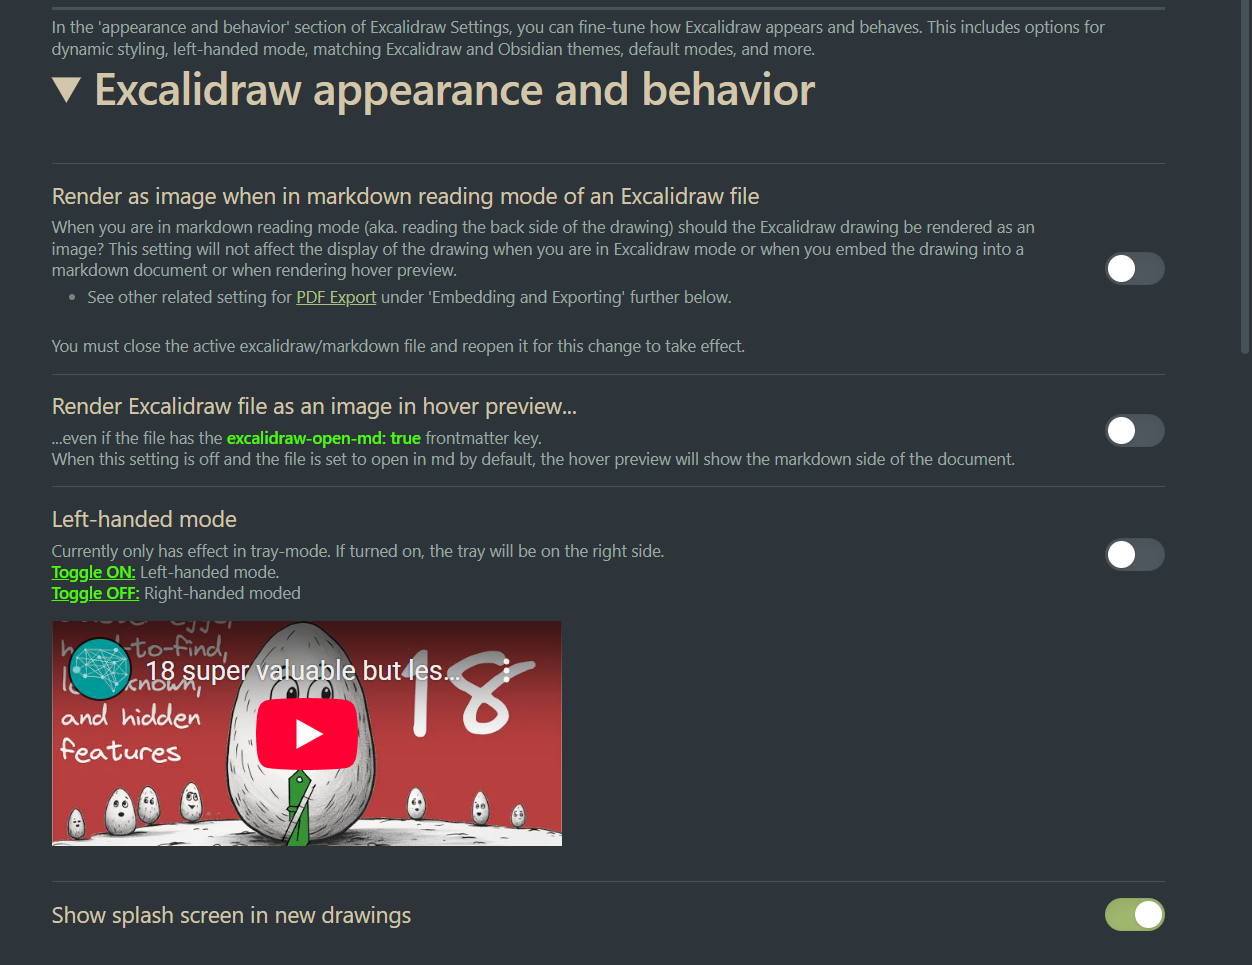 In the 'appearance and behavior' section of Excalidraw Settings, you can fine-tune how Excalidraw appears and behaves. This includes options for
dynamic styling, left-handed mode, matching Excalidraw and Obsidian themes, default modes, and more.
Excalidraw appearance and behavior
Render as image when in markdown reading mode of an Excalidraw file
When you are in markdown reading mode (aka. reading the back side of the drawing) should the Excalidraw drawing be rendered as an
image? This setting will not affect the display of the drawing when you are in Excalidraw mode or when you embed the drawing into a
markdown document or when rendering hover preview.
• See other related setting for PDF Export under 'Embedding and Exporting' further below.
You must close the active excalidraw/markdown file and reopen it for this change to take effect.
Render Excalidraw file as an image in hover preview...
...even if the file has the excalidraw-open-md: true frontmatter key.
When this setting is off and the file is set to open in md by default, the hover preview will show the markdown side of the document.
Left-handed mode
Currently only has effect in tray-mode. If turned on, the tray will be on the right side.
Toggle ON: Left-handed mode.
Toggle OFF: Right-handed moded
18 super valuable but les...
to-find,
known,
and hidden
features
18
Show splash screen in new drawings